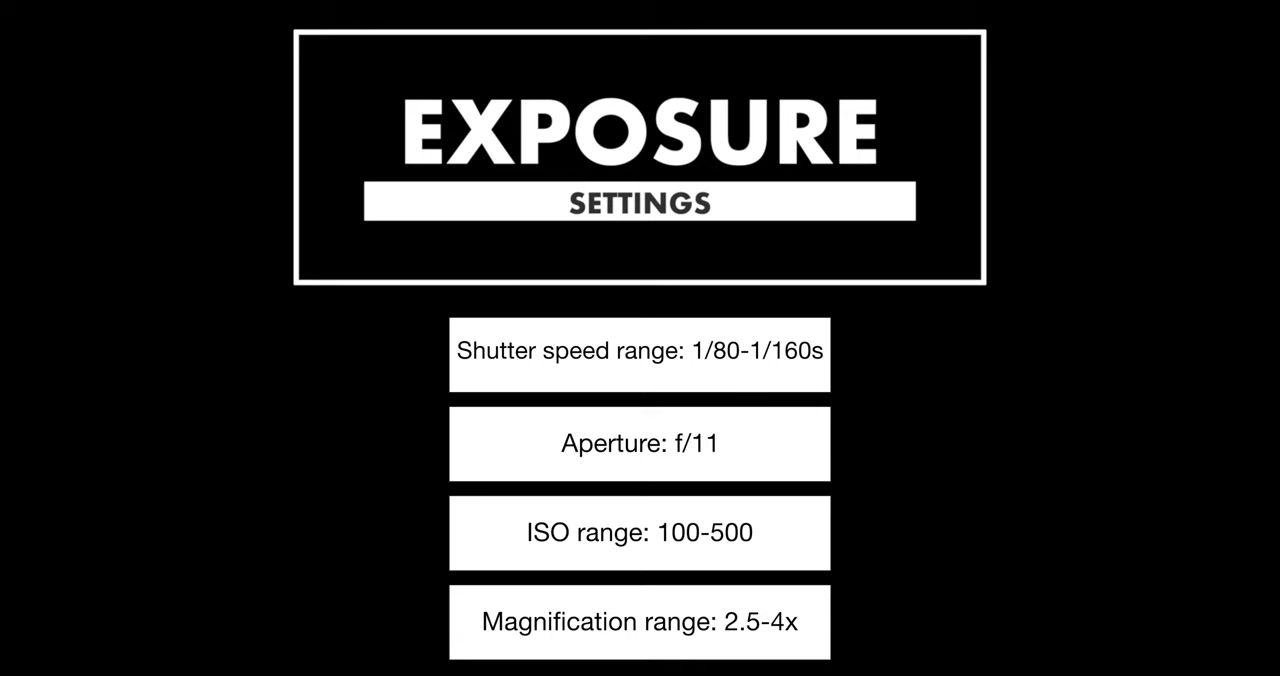 EXPOSURE
SETTINGS
Shutter speed range: 1/80-1/160s
Aperture: f/11
ISO range: 100-500
Magnification range: 2.5-4x